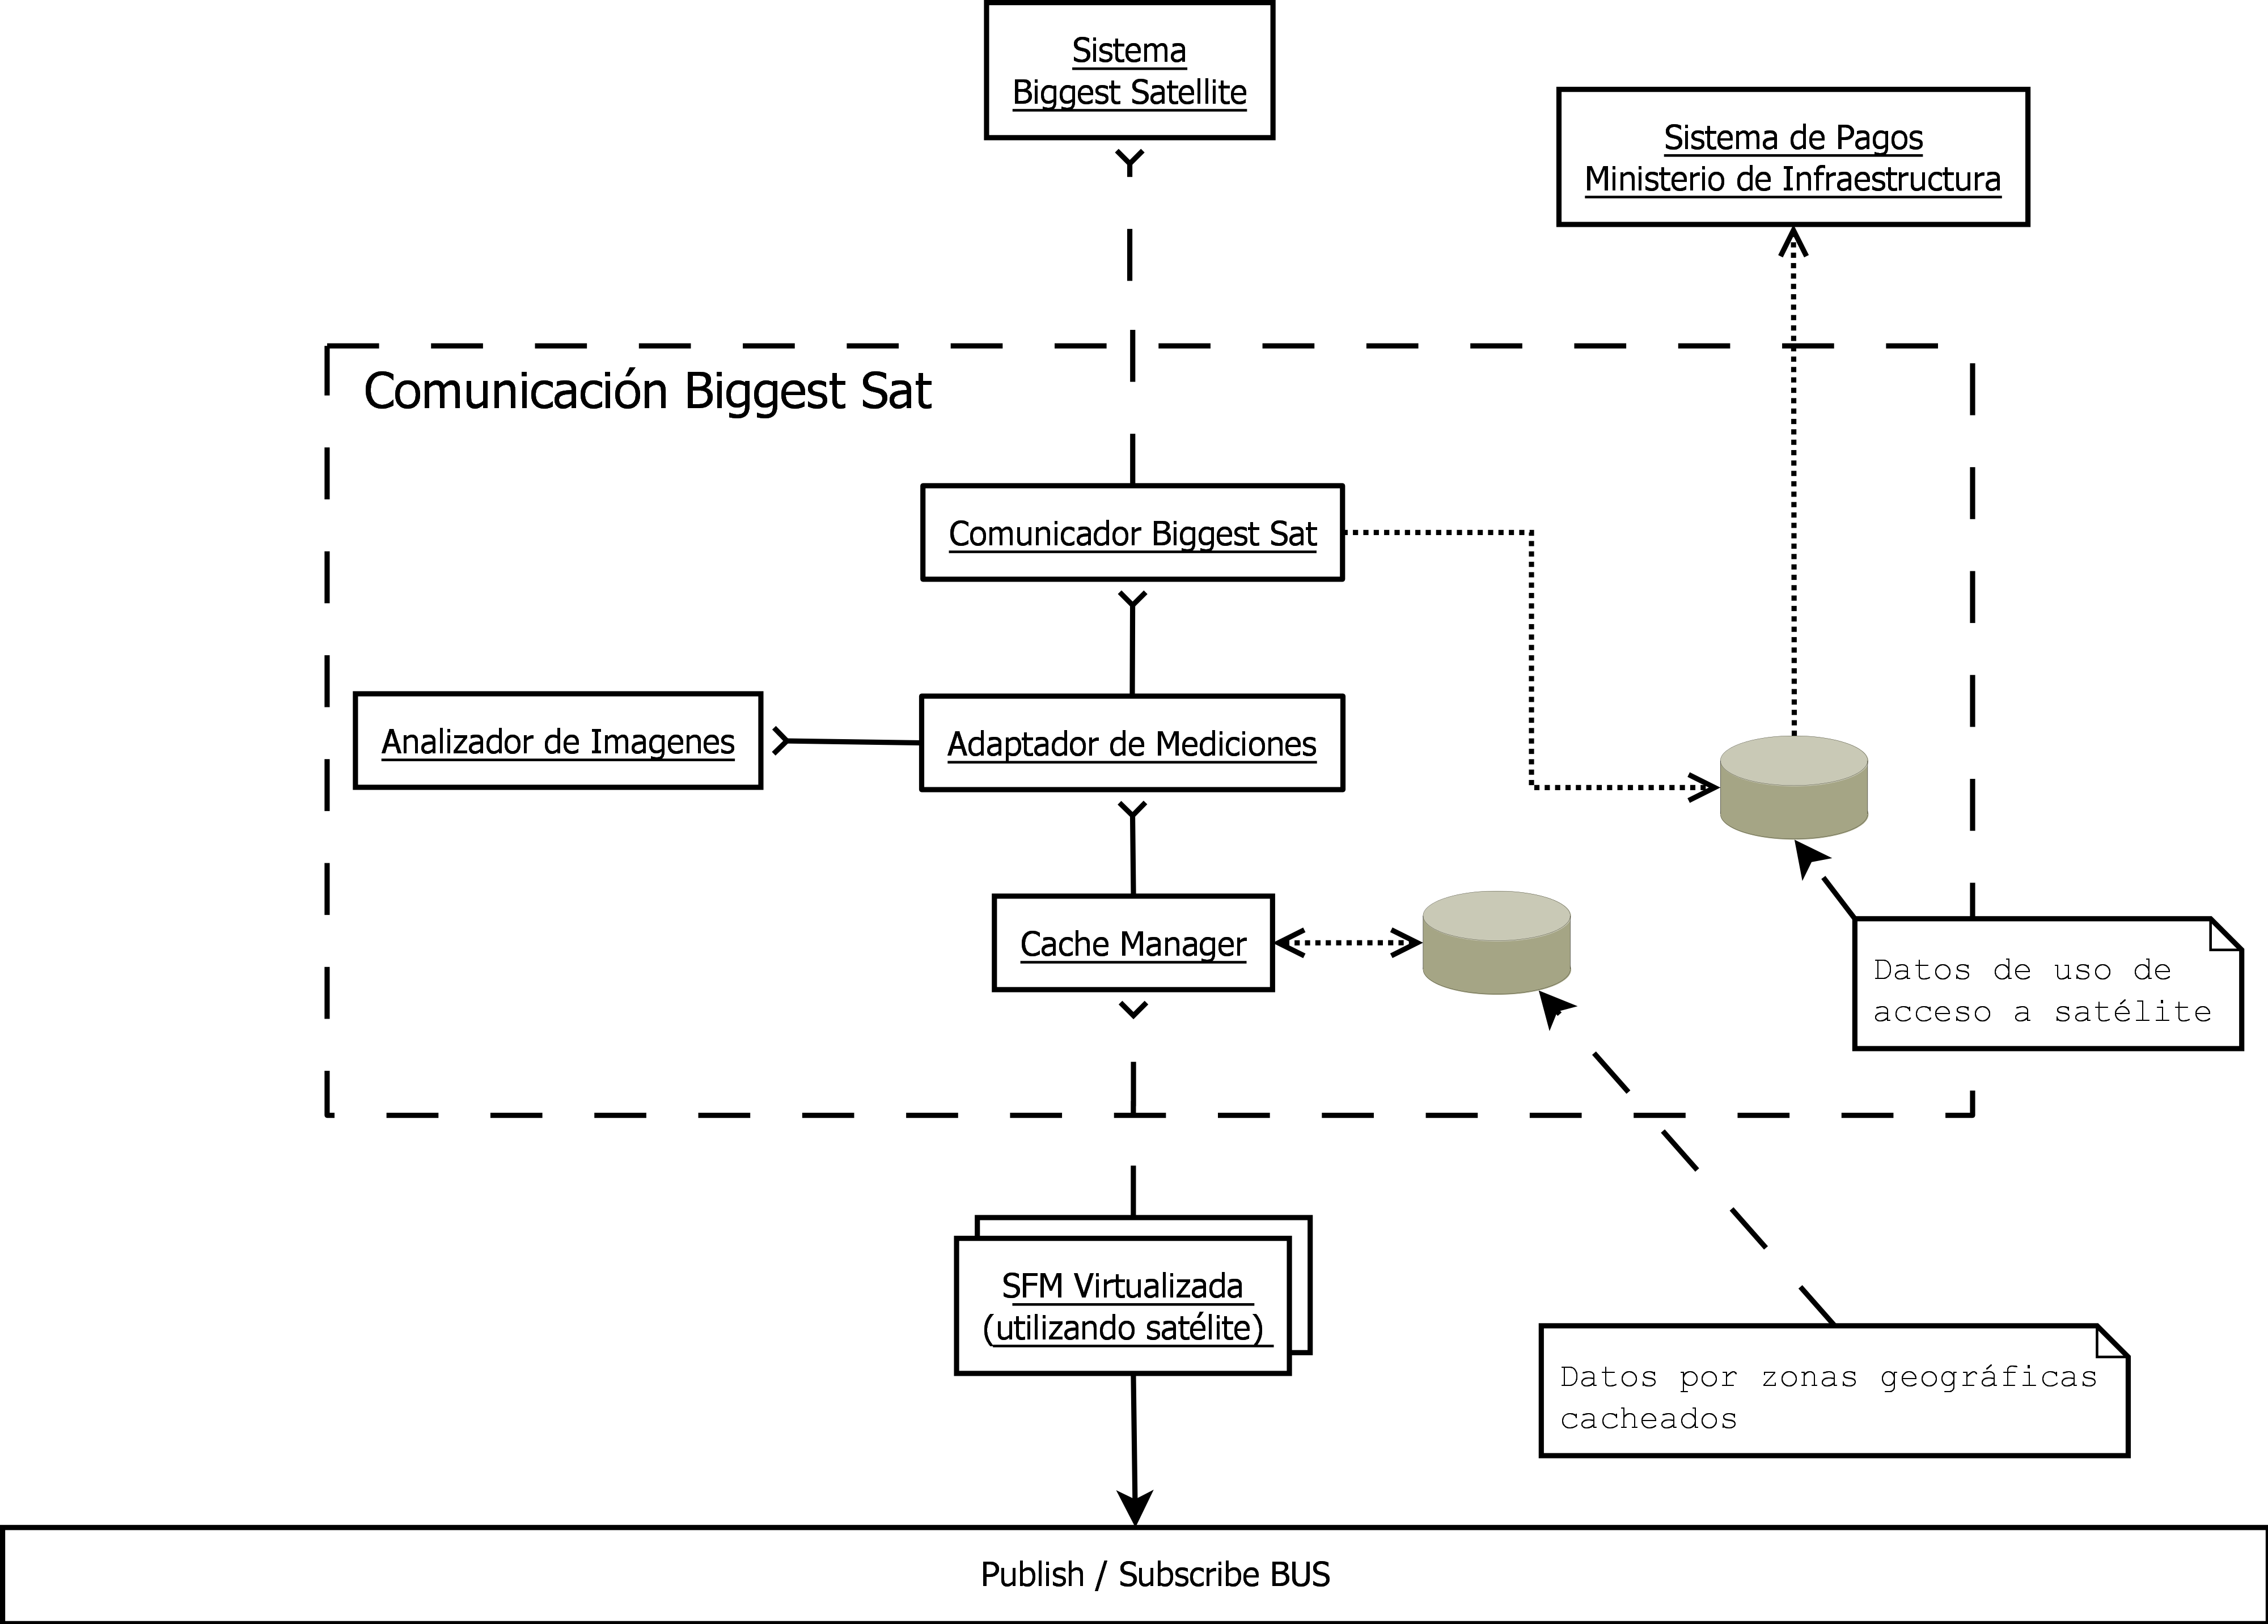 Sistema
Biggest Satellite
Sistema de Pagos
Ministerio de Infraestructura
Comunicación Biggest Sat
Comunicador Biggest Sat
Analizador de Imagenes
Adaptador de Mediciones
Cache Manager
Datos de uso de
acceso a satélite
SFM Virtualizada
(utilizando satélite)
Datos por zonas geográficas
cacheados
Publish / Subscribe BUS